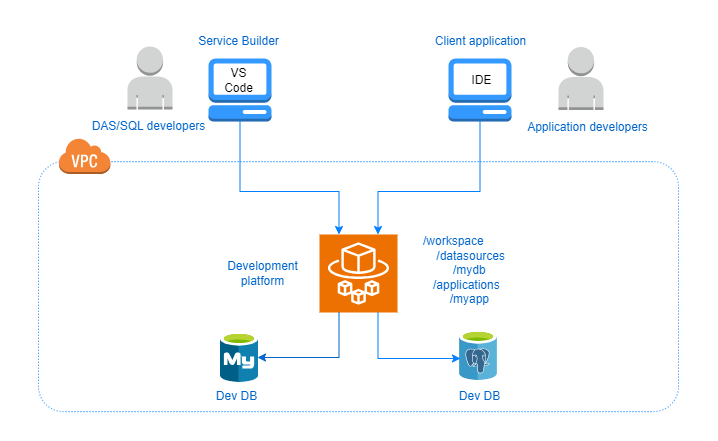 Service Builder
Client application
VS
Code
IDE
DAS/SQL developers
Application developers
VPC
/workspace
/datasources
/mydb
/applications
/myapp
Development
platform
My
Dev DB
Dev DB